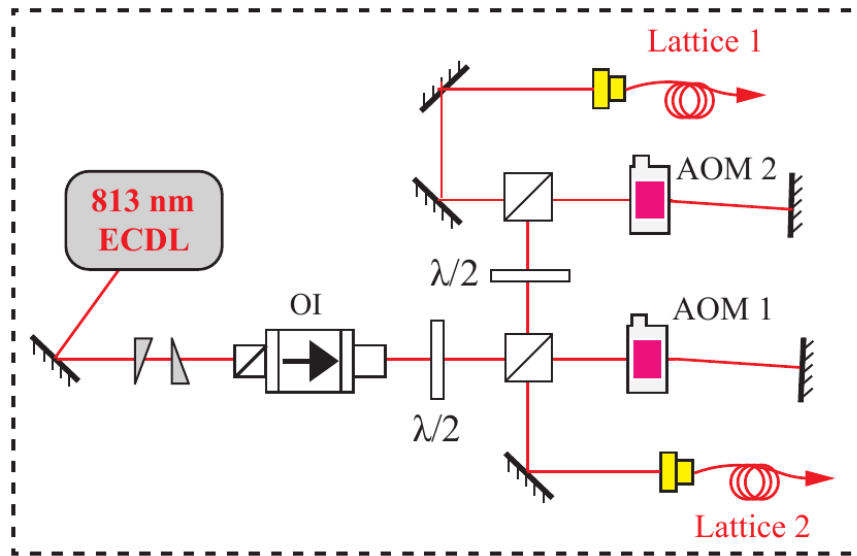 Lattice 1
813 nm
ECDL
AOM 2
λ/2
OI
AOM 1
λ/2
Lattice 2